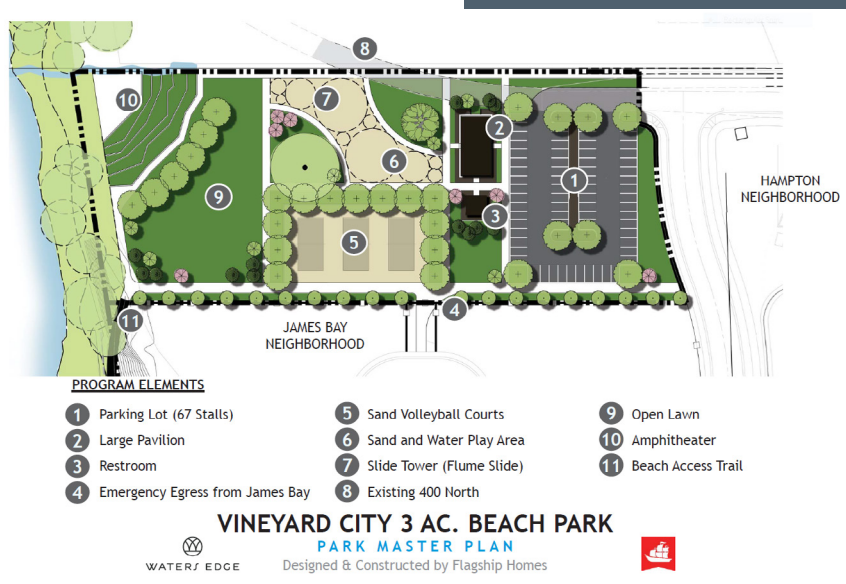 8
10
7
2
6
1
HAMPTON
NEIGHBORHOOD
9
3
5
4
11
JAMES BAY
NEIGHBORHOOD
PROGRAM ELEMENTS
1 Parking Lot (67 Stalls)
2 Large Pavilion
3 Restroom
4 Emergency Egress from James Bay
5 Sand Volleyball Courts
6 Sand and Water Play Area
7 Slide Tower (Flume Slide)
8 Existing 400 North
9 Open Lawn
10 Amphitheater
11 Beach Access Trail
VINEYARD CITY 3 AC. BEACH PARK
PARK MASTER PLAN
Designed & Constructed by Flagship Homes
WATERS EDGE